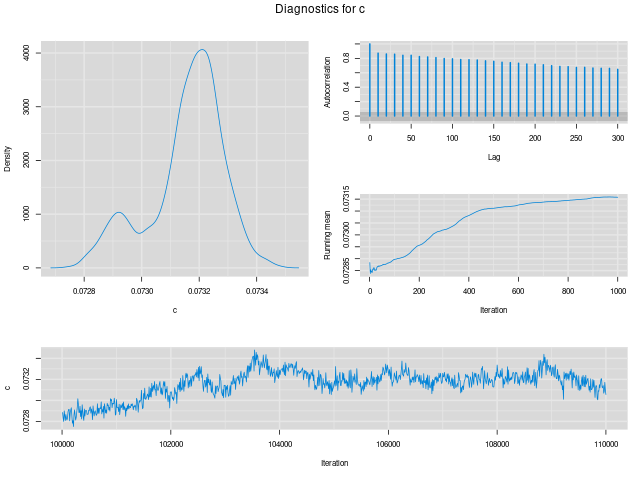 Diagnostics for c
Density
0 1000 2000 3000 4000
0.0728 0.0730 0.0732 0.0734
c
Autocorrelation
0.0 0.4 0.8
0 50 100 150 200 250 300
Lag
Running mean
0.07285 0.07300 0.07315
0 200 400 600 800 1000
Iteration
c
0.0728 0.0732
100000 102000 104000 106000 108000 110000
Iteration